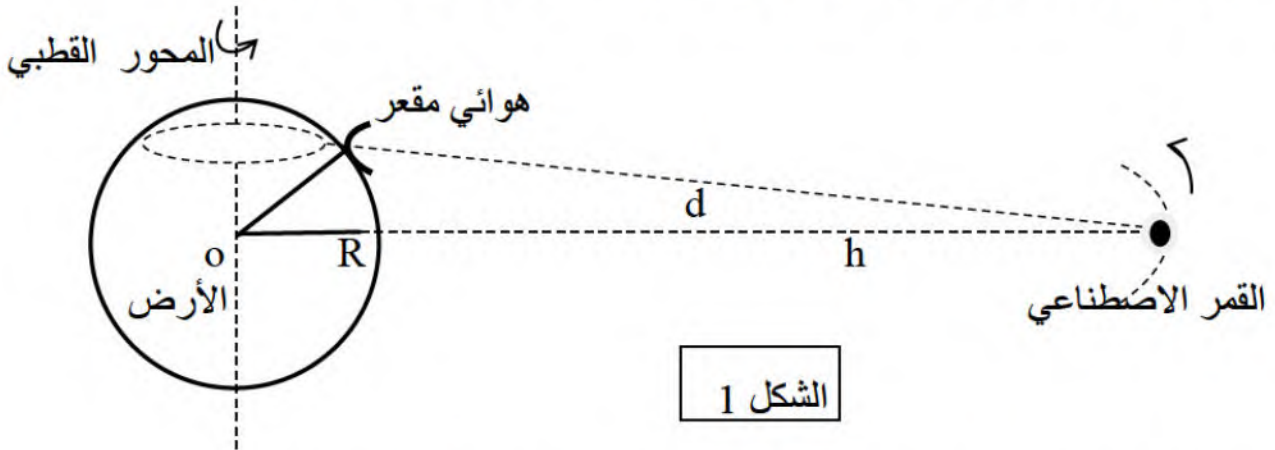 المحور القطبي
هوائي مقعر
d
o
R
h
الأرض
القمر الاصطناعي
الشكل 1